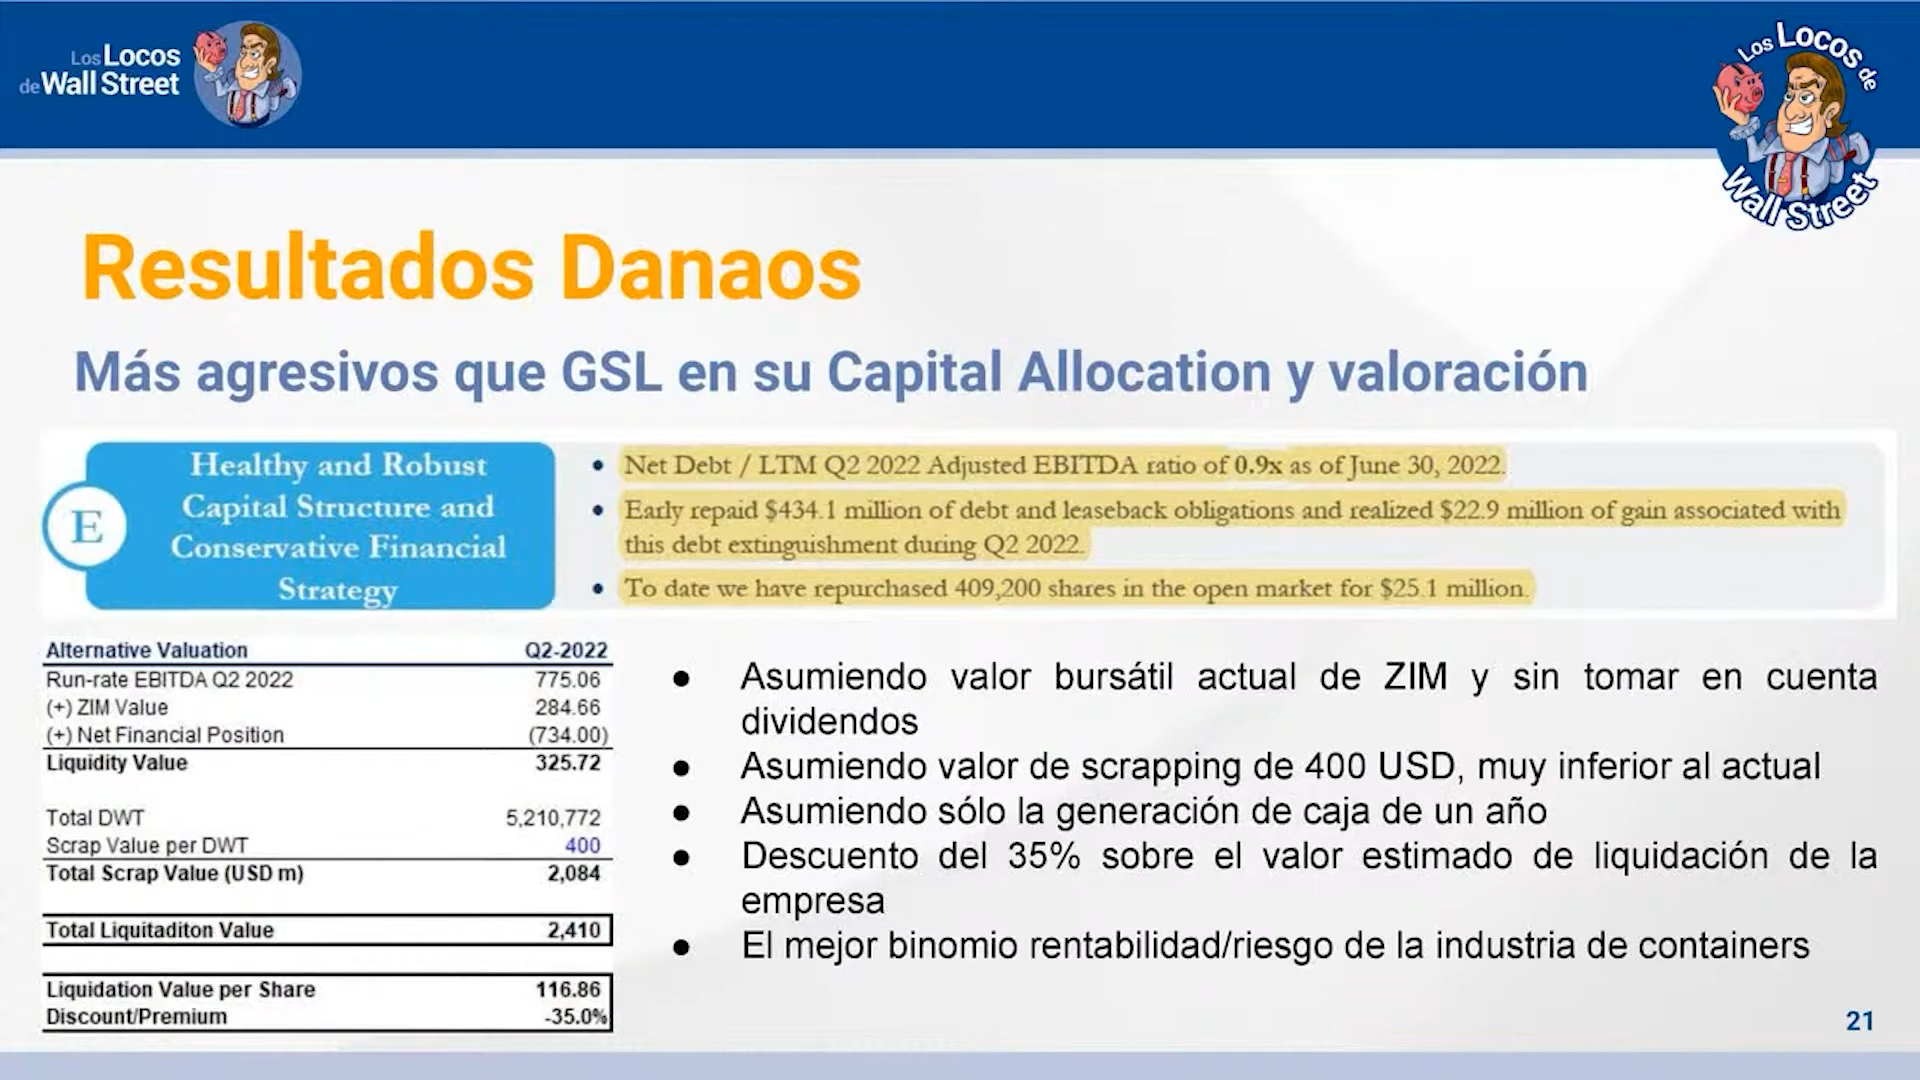 Los Locos
de Wall Street
Los Locos de
Wall Street
Resultados Danaos
Más agresivos que GSL en su Capital Allocation y valoración
E
Healthy and Robust
Capital Structure and
Conservative Financial
Strategy
• Net Debt / LTM Q2 2022 Adjusted EBITDA ratio of 0.9x as of June 30, 2022.
• Early repaid $434.1 million of debt and leaseback obligations and realized $22.9 million of gain associated with
this debt extinguishment during Q2 2022.
• To date we have repurchased 409,200 shares in the open market for $25.1 million.
Alternative Valuation Q2-2022
Run-rate EBITDA Q2 2022 775.06
(+) ZIM Value 284.66
(+) Net Financial Position (734.00)
Liquidity Value 325.72
Total DWT 5,210,772
Scrap Value per DWT 400
Total Scrap Value (USD m) 2,084
Total Liquitaditon Value 2,410
Liquidation Value per Share 116.86
Discount/Premium -35.0%
● Asumiendo valor bursátil actual de ZIM y sin tomar en cuenta
dividendos
● Asumiendo valor de scrapping de 400 USD, muy inferior al actual
● Asumiendo sólo la generación de caja de un año
● Descuento del 35% sobre el valor estimado de liquidación de la
empresa
● El mejor binomio rentabilidad/riesgo de la industria de containers
21